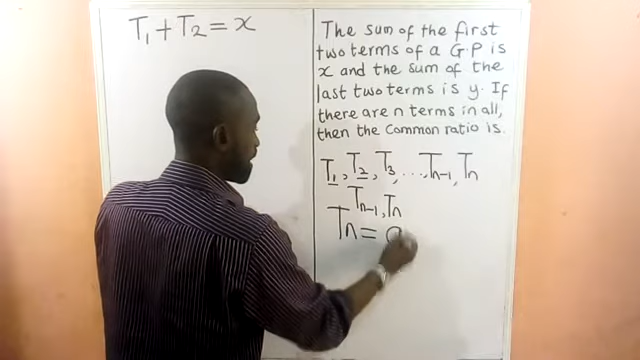 T₁ + T₂ = x
The sum of the first
two terms of a G.P is
x and the sum of the
last two terms is y. If
there are n terms in all,
then the Common ratio is.
T₁, T₂, T₃, ..., Tₙ₋₁, Tₙ
Tₙ₋₁, Tₙ
Tn =